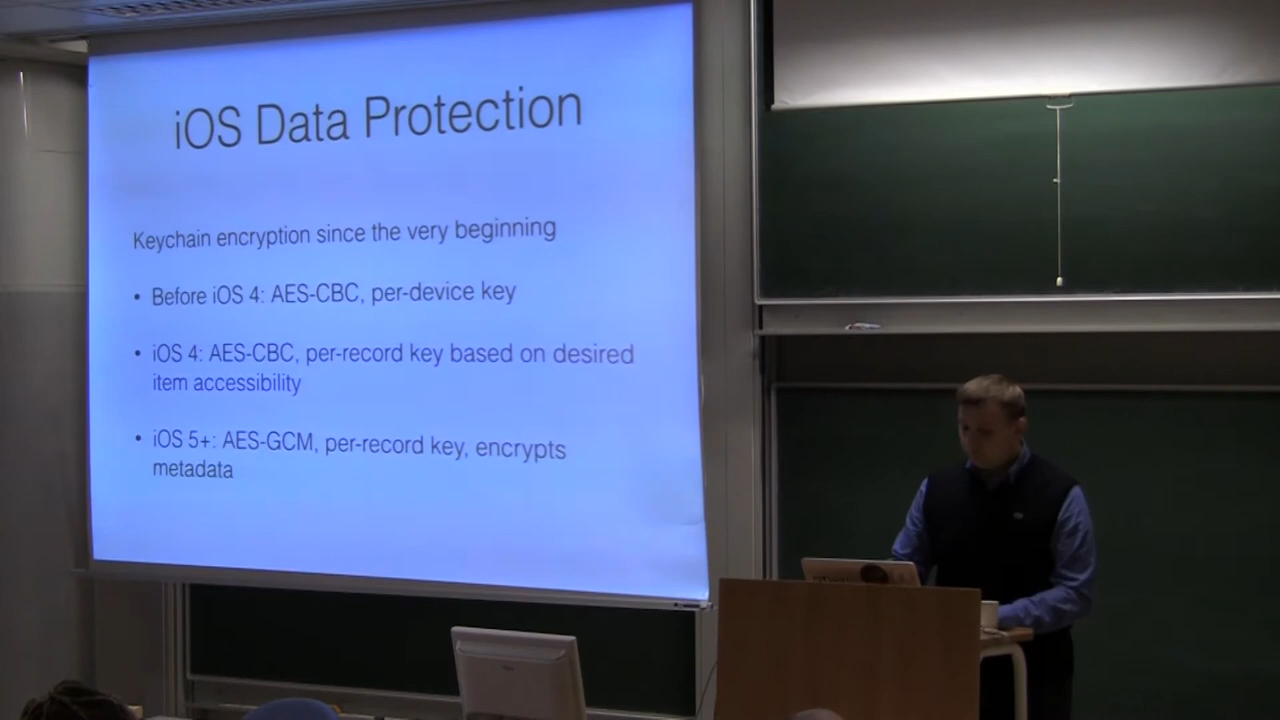 iOS Data Protection
Keychain encryption since the very beginning
• Before iOS 4: AES-CBC, per-device key
• iOS 4: AES-CBC, per-record key based on desired
item accessibility
• iOS 5+: AES-GCM, per-record key, encrypts
metadata